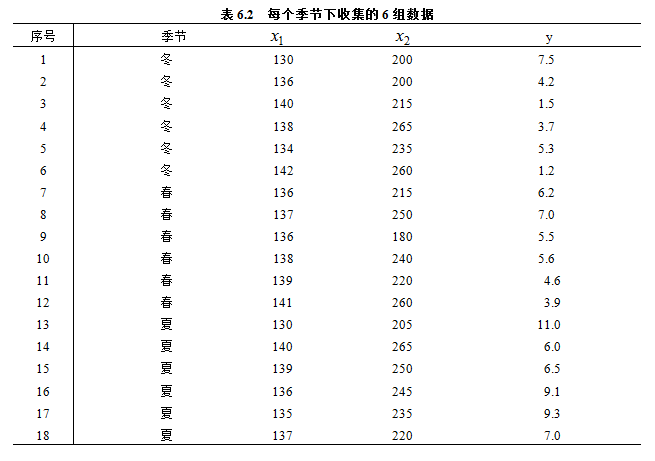 表 6.2 每个季节下收集的 6 组数据
序号 季节 x1 x2 y
1 冬 130 200 7.5
2 冬 136 200 4.2
3 冬 140 215 1.5
4 冬 138 265 3.7
5 冬 134 235 5.3
6 冬 142 260 1.2
7 春 136 215 6.2
8 春 137 250 7.0
9 春 136 180 5.5
10 春 138 240 5.6
11 春 139 220 4.6
12 春 141 260 3.9
13 夏 130 205 11.0
14 夏 140 265 6.0
15 夏 139 250 6.5
16 夏 136 245 9.1
17 夏 135 235 9.3
18 夏 137 220 7.0